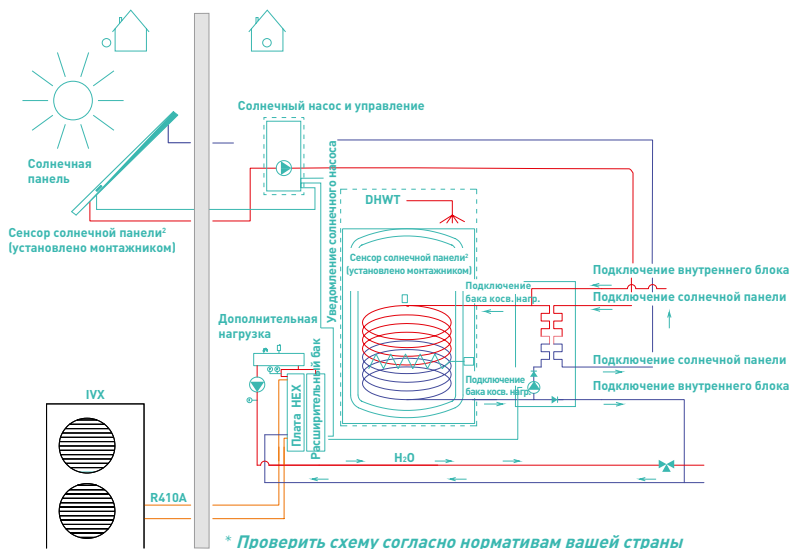 Солнечный насос и управление
Солнечная
панель
Сенсор солнечной панели²
(установлено монтажником)
Уведомление солнечного насоса
DHWT
Сенсор солнечной панели²
(установлено монтажником)
Подключение
бака косв. нагр.
Подключение внутреннего блока
Подключение солнечной панели
Дополнительная
нагрузка
Подключение солнечной панели
Подключение
бака косв. нагр.
Подключение внутреннего блока
IVX
Плата HEX
Расширительный бак
H₂O
R410A
* Проверить схему согласно нормативам вашей страны